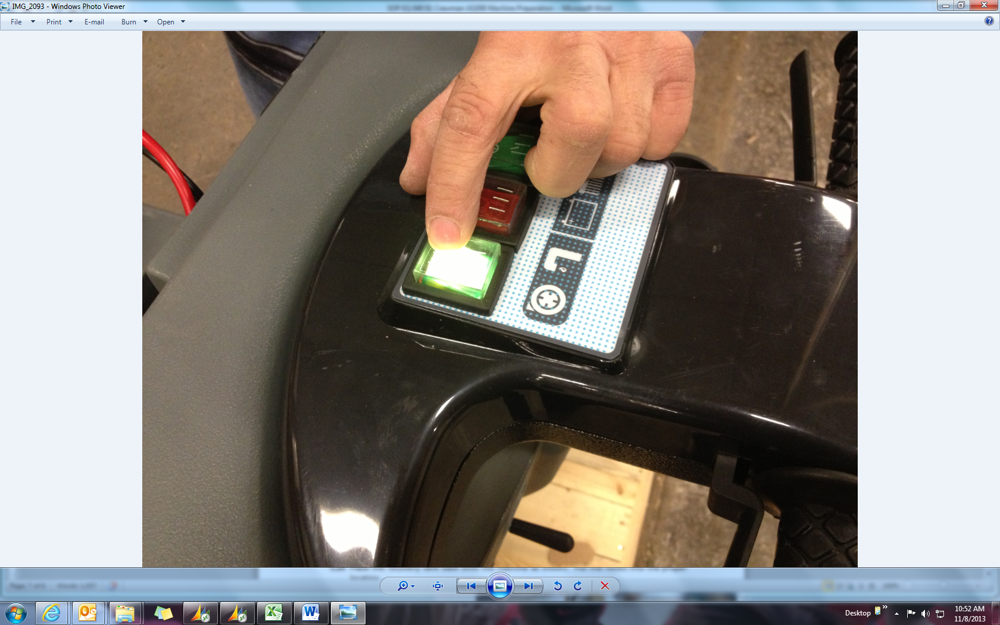 IMG_2093 - Windows Photo Viewer
File
Print
E-mail
Burn
Open
Desktop
10:52 AM
11/8/2013